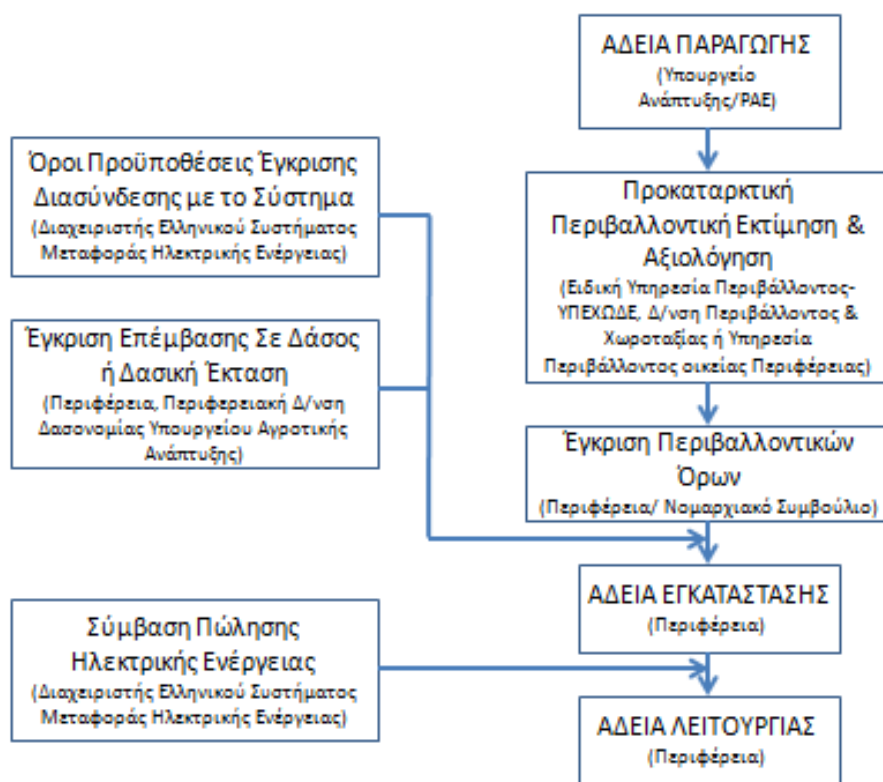 ΑΔΕΙΑ ΠΑΡΑΓΩΓΗΣ
(Υπουργείο
Ανάπτυξης/ΡΑΕ)
Όροι Προϋποθέσεις Έγκρισης
Διασύνδεσης με το Σύστημα
(Διαχειριστής Ελληνικού Συστήματος
Μεταφοράς Ηλεκτρικής Ενέργειας)
Προκαταρκτική
Περιβαλλοντική Εκτίμηση &
Αξιολόγηση
(Ειδική Υπηρεσία Περιβάλλοντος-
ΥΠΕΧΩΔΕ, Δ/νση Περιβάλλοντος &
Χωροταξίας ή Υπηρεσία
Περιβάλλοντος οικείας Περιφέρειας)
Έγκριση Επέμβασης Σε Δάσος
ή Δασική Έκταση
(Περιφέρεια, Περιφερειακή Δ/νση
Δασονομίας Υπουργείου Αγροτικής
Ανάπτυξης)
Έγκριση Περιβαλλοντικών
Όρων
(Περιφέρεια/ Νομαρχιακό Συμβούλιο)
ΑΔΕΙΑ ΕΓΚΑΤΑΣΤΑΣΗΣ
(Περιφέρεια)
Σύμβαση Πώλησης
Ηλεκτρικής Ενέργειας
(Διαχειριστής Ελληνικού Συστήματος
Μεταφοράς Ηλεκτρικής Ενέργειας)
ΑΔΕΙΑ ΛΕΙΤΟΥΡΓΙΑΣ
(Περιφέρεια)